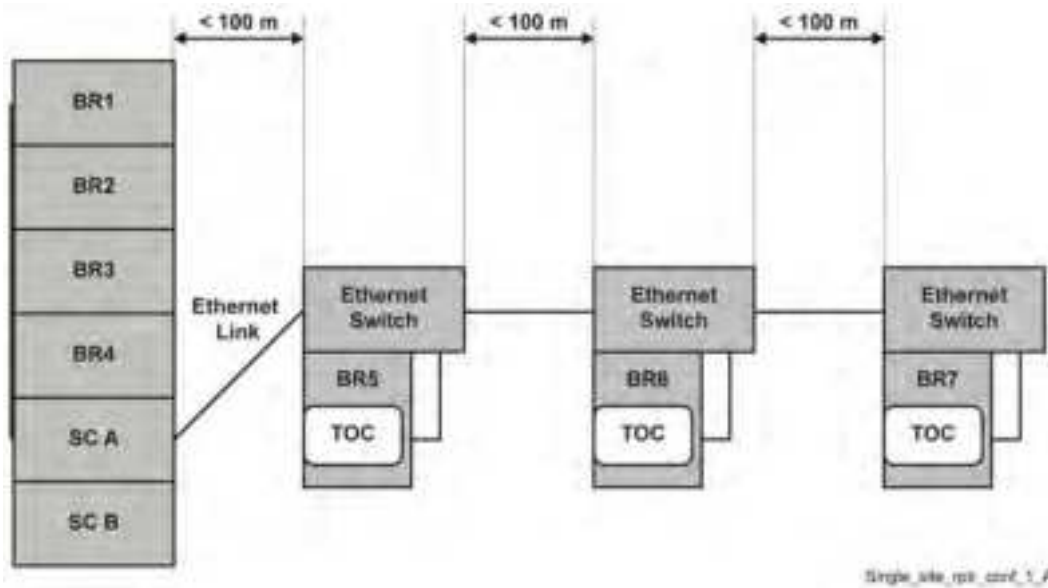 < 100 m
< 100 m
< 100 m
BR1
BR2
BR3
BR4
SC A
SC B
Ethernet
Link
Ethernet
Switch
BR5
TOC
Ethernet
Switch
BR6
TOC
Ethernet
Switch
BR7
TOC